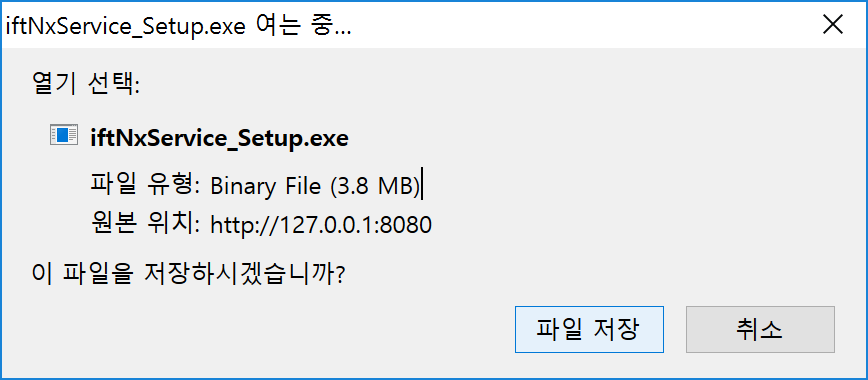 iftNxService_Setup.exe 여는 중...
열기 선택:
iftNxService_Setup.exe
파일 유형: Binary File (3.8 MB)
원본 위치: http://127.0.0.1:8080
이 파일을 저장하시겠습니까?
파일 저장 취소